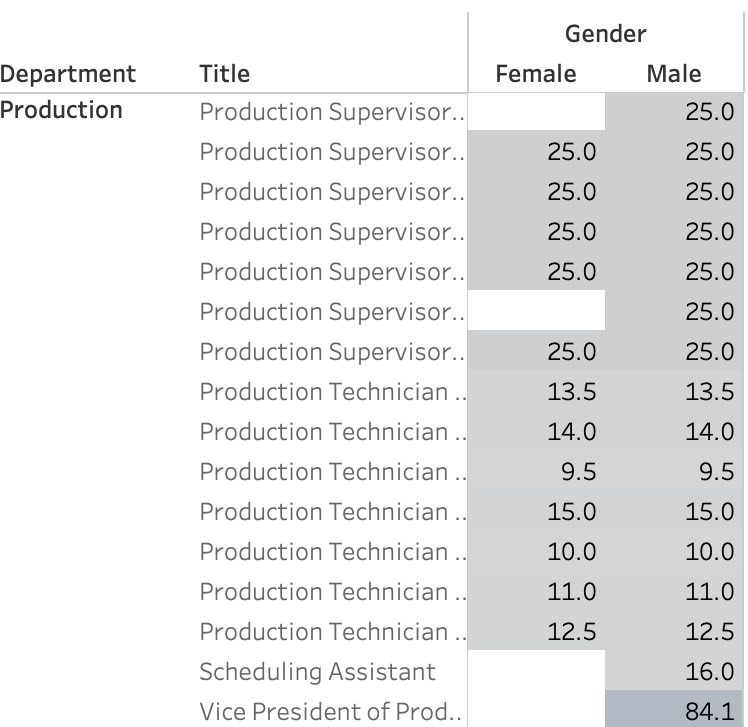 Gender
Department Title Female Male
Production Production Supervisor.. 25.0
Production Supervisor.. 25.0 25.0
Production Supervisor.. 25.0 25.0
Production Supervisor.. 25.0 25.0
Production Supervisor.. 25.0 25.0
Production Supervisor.. 25.0
Production Supervisor.. 25.0 25.0
Production Technician .. 13.5 13.5
Production Technician .. 14.0 14.0
Production Technician .. 9.5 9.5
Production Technician .. 15.0 15.0
Production Technician .. 10.0 10.0
Production Technician .. 11.0 11.0
Production Technician .. 12.5 12.5
Scheduling Assistant 16.0
Vice President of Prod.. 84.1